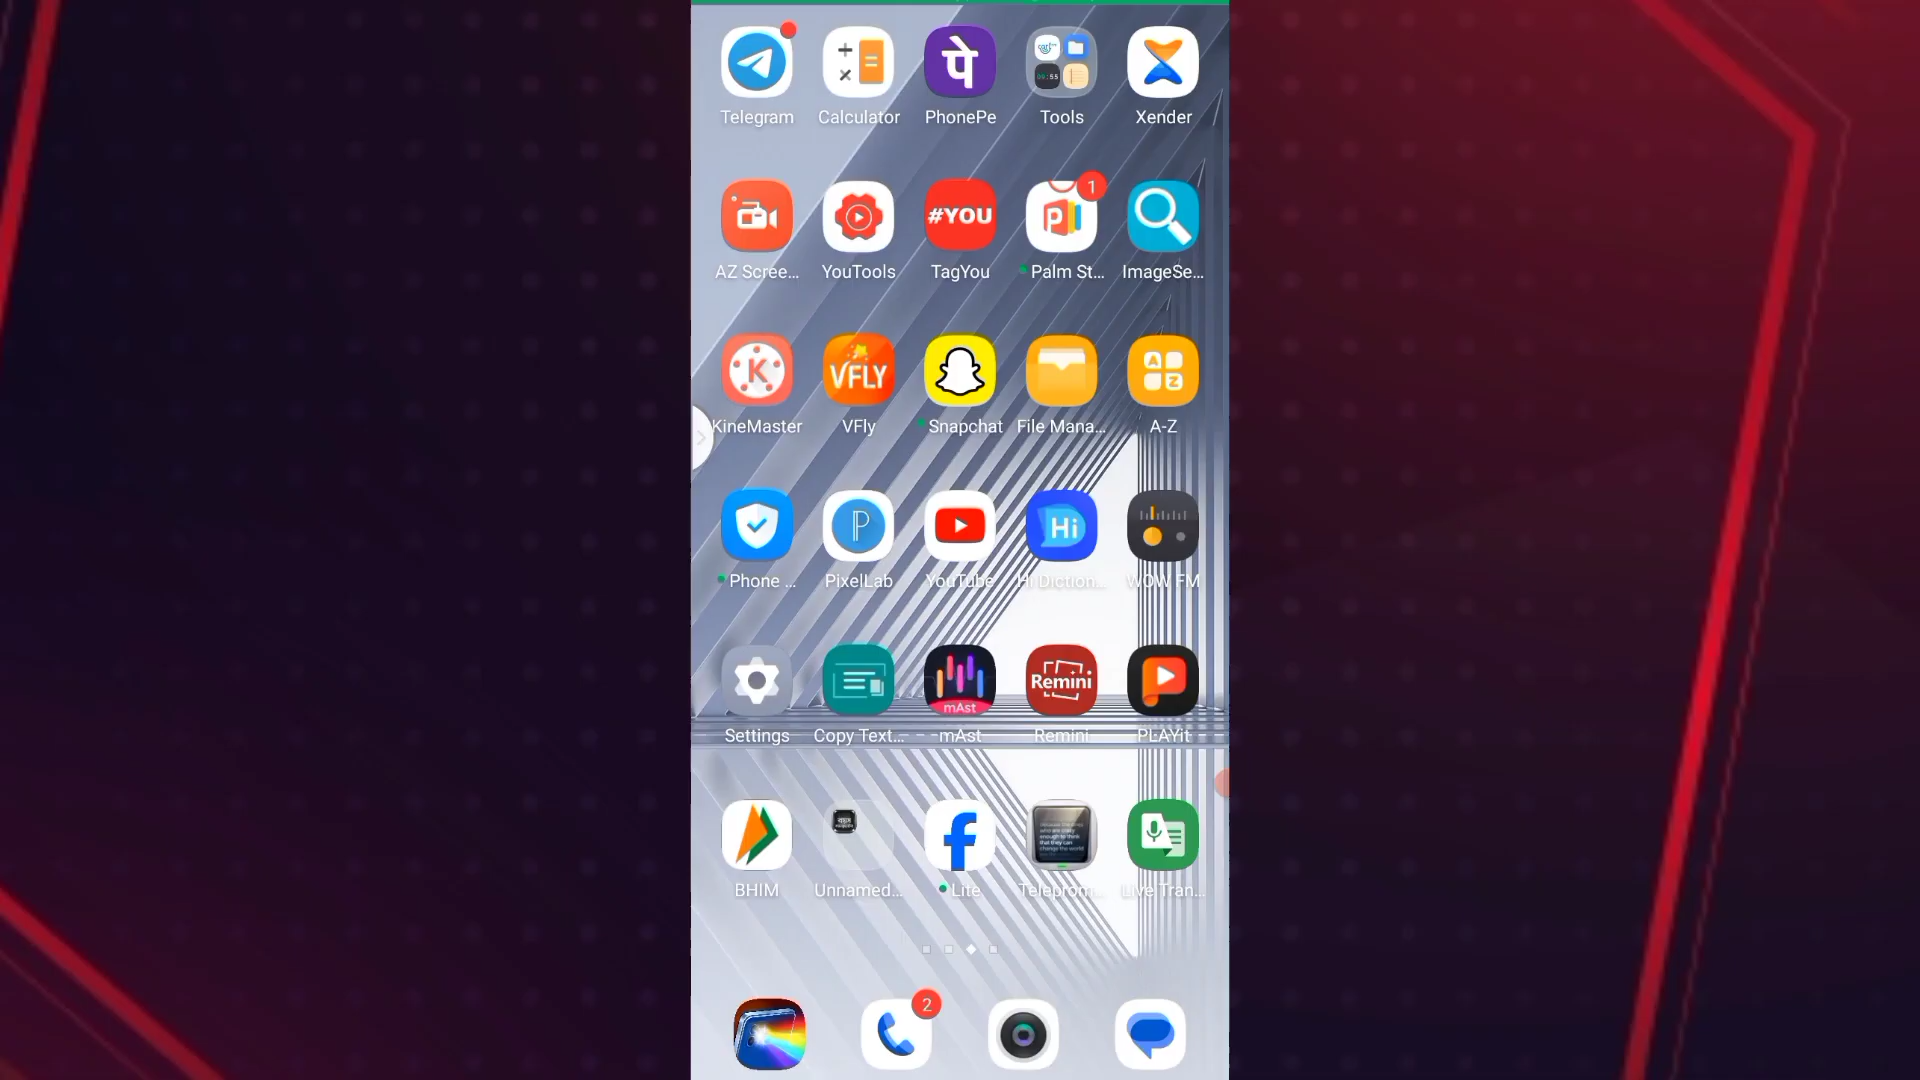 Telegram Calculator PhonePe Tools Xender
#YOU
1
AZ Scree... YouTools TagYou Palm St... ImageSe...
K VFLY A Z
KineMaster VFly Snapchat File Mana... A-Z
Hi
Phone ... PixelLab YouTube Hi Diction... WOW FM
mAst Remini
Settings Copy Text... mAst Remini PLAYit
BHIM Unnamed... Lite Teleprom... Live Tran...
2